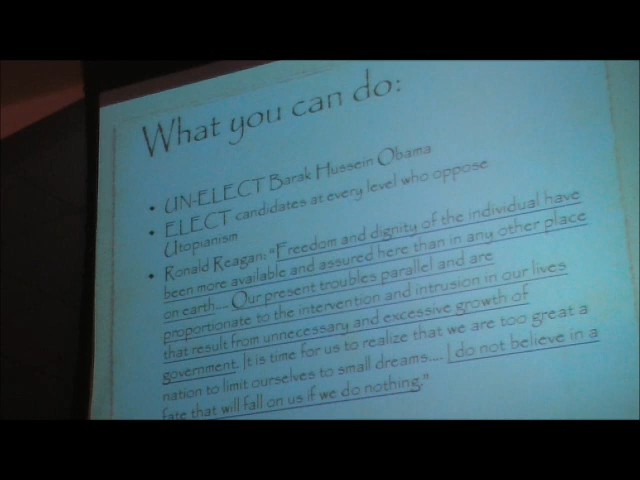 What you can do:
• UN-ELECT Barak Hussein Obama
• ELECT candidates at every level who oppose
Utopianism
• Ronald Reagan: "Freedom and dignity of the individual have
been more available and assured here than in any other place
on earth.... Our present troubles parallel and are
proportionate to the intervention and intrusion in our lives
that result from unnecessary and excessive growth of
government. It is time for us to realize that we are too great a
nation to limit ourselves to small dreams.... I do not believe in a
fate that will fall on us if we do nothing."